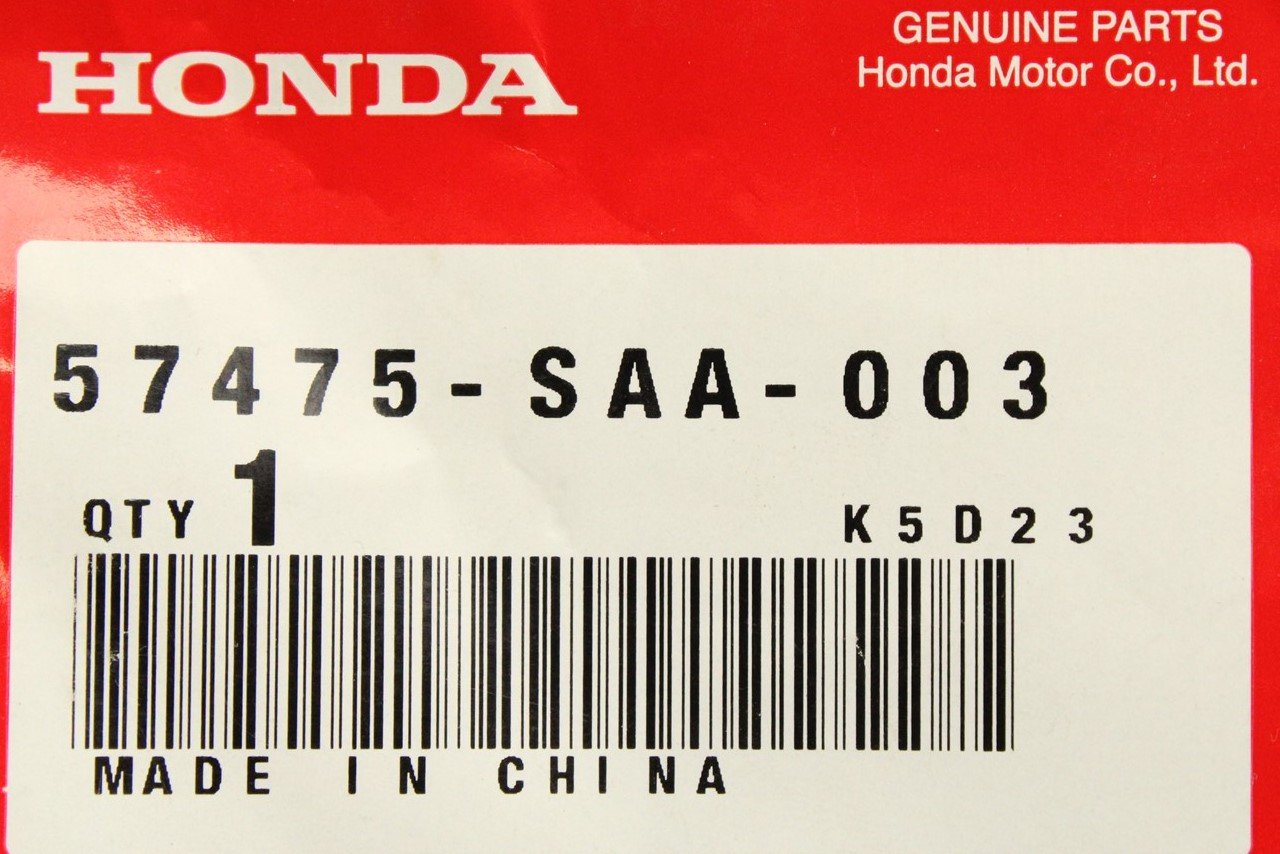 HONDA
GENUINE PARTS
Honda Motor Co., Ltd.
57475-SAA-003
QTY 1
K5D23
MADE IN CHINA